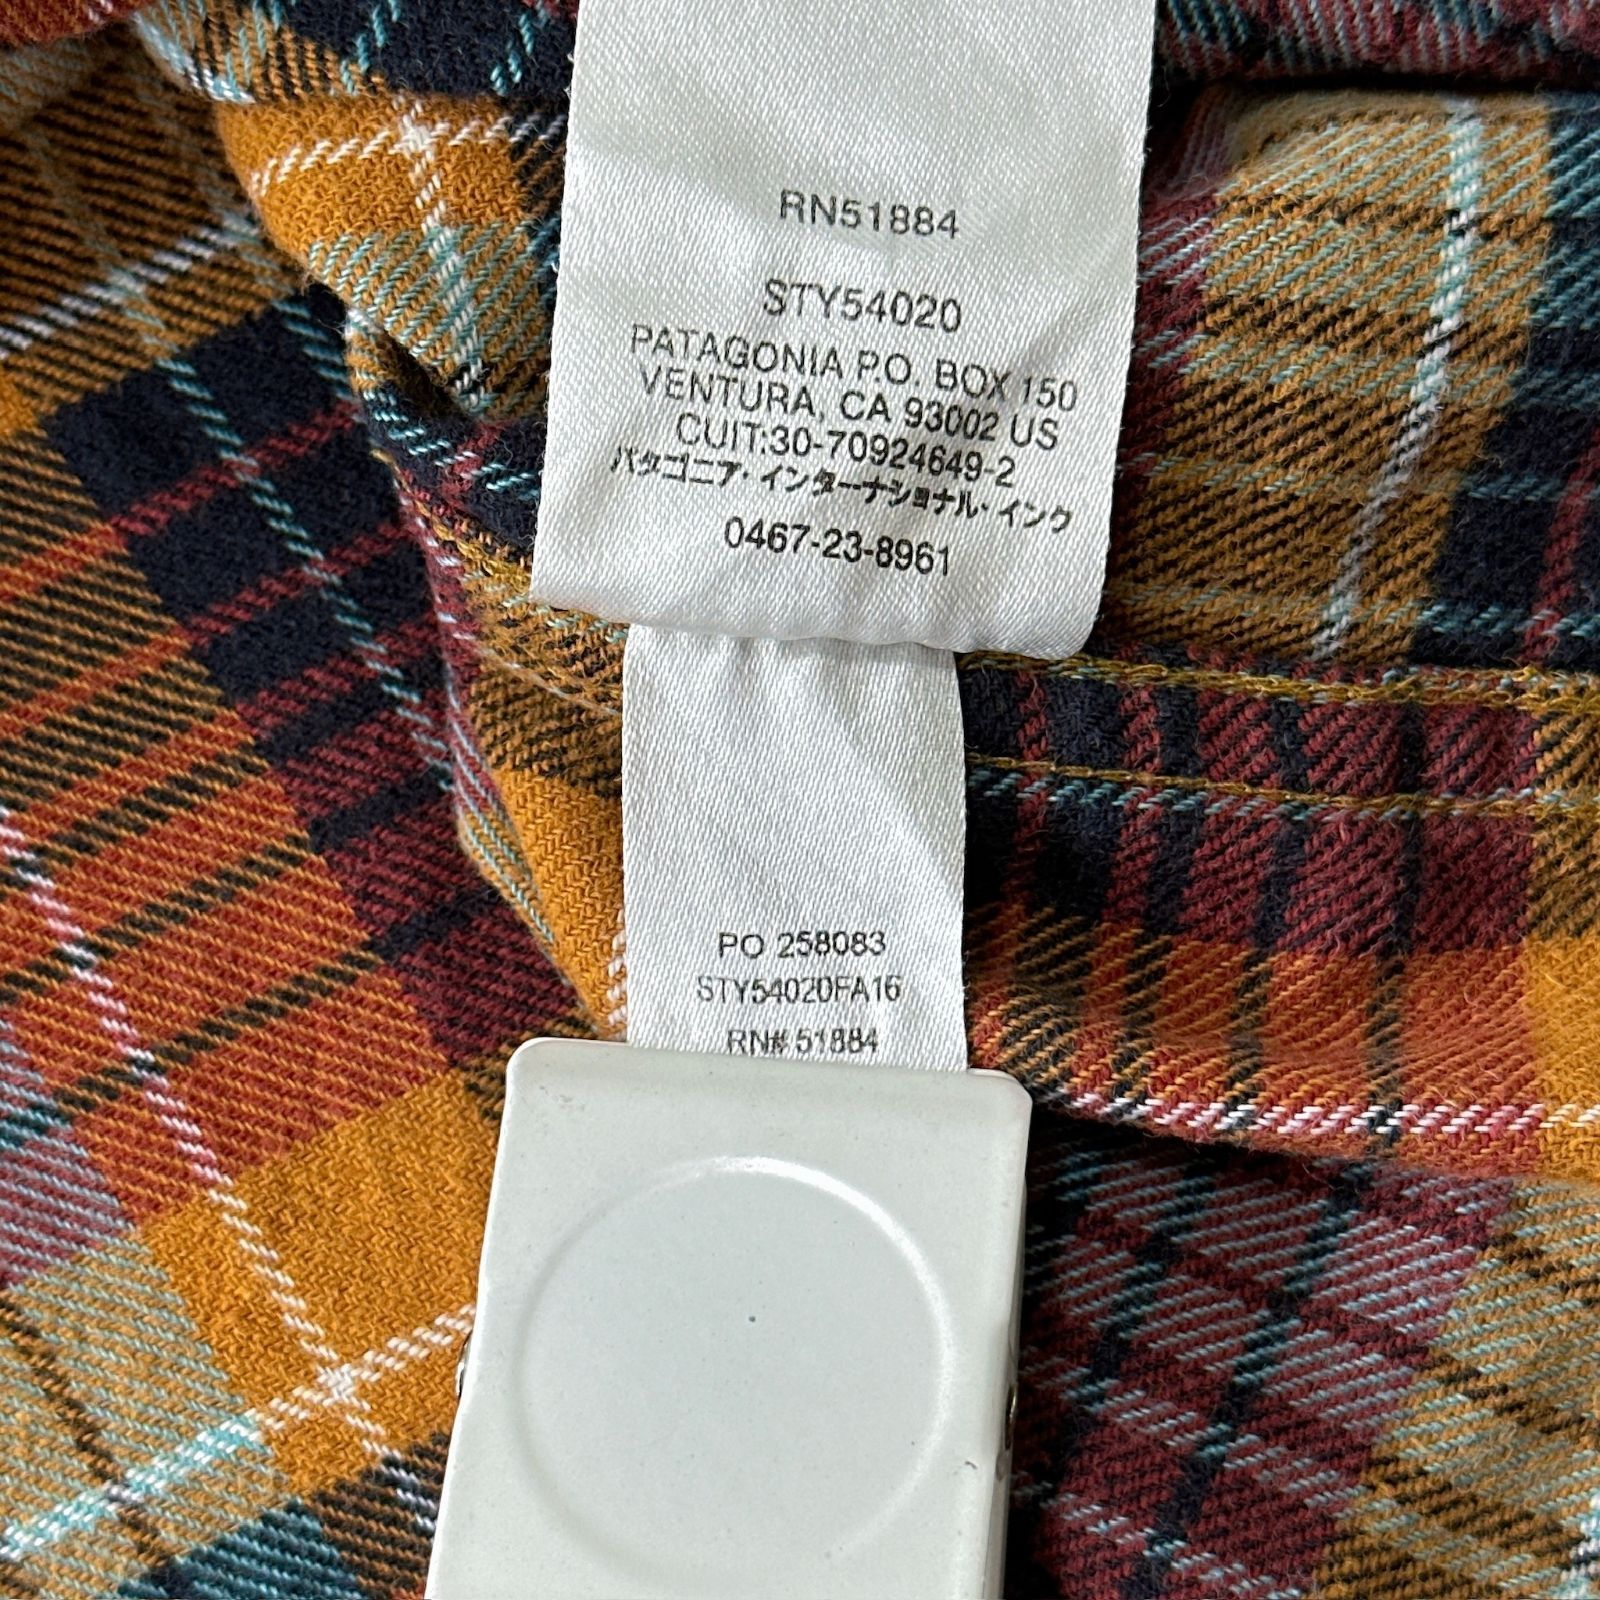 RN51884
STY54020
PATAGONIA P.O. BOX 150
VENTURA, CA 93002 US
CUIT:30-70924649-2
パタゴニア・インターナショナル・インク
0467-23-8961
PO 258083
STY54020FA16
RN# 51884